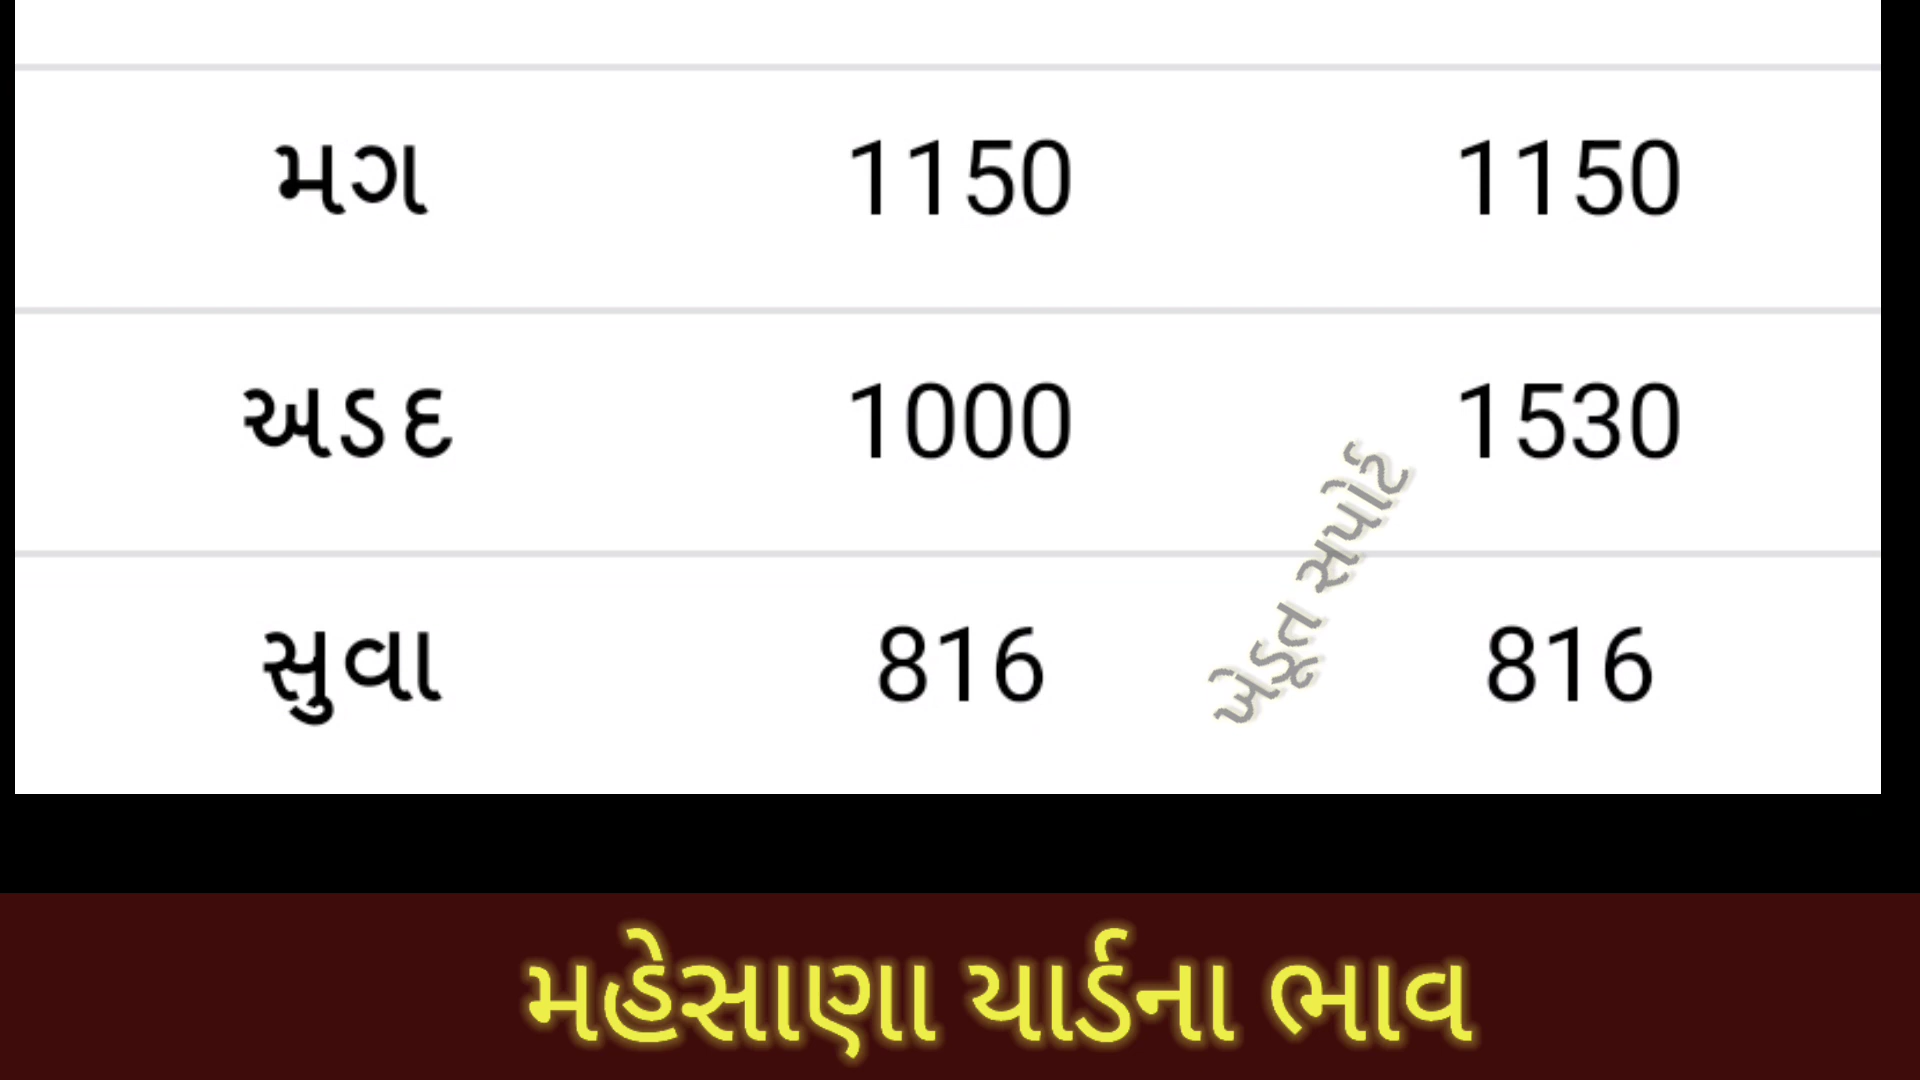 મગ 1150 1150
અડદ 1000 1530
સુવા 816 816
ખેડૂત સપોર્ટ
મહેસાણા યાર્ડના ભાવ